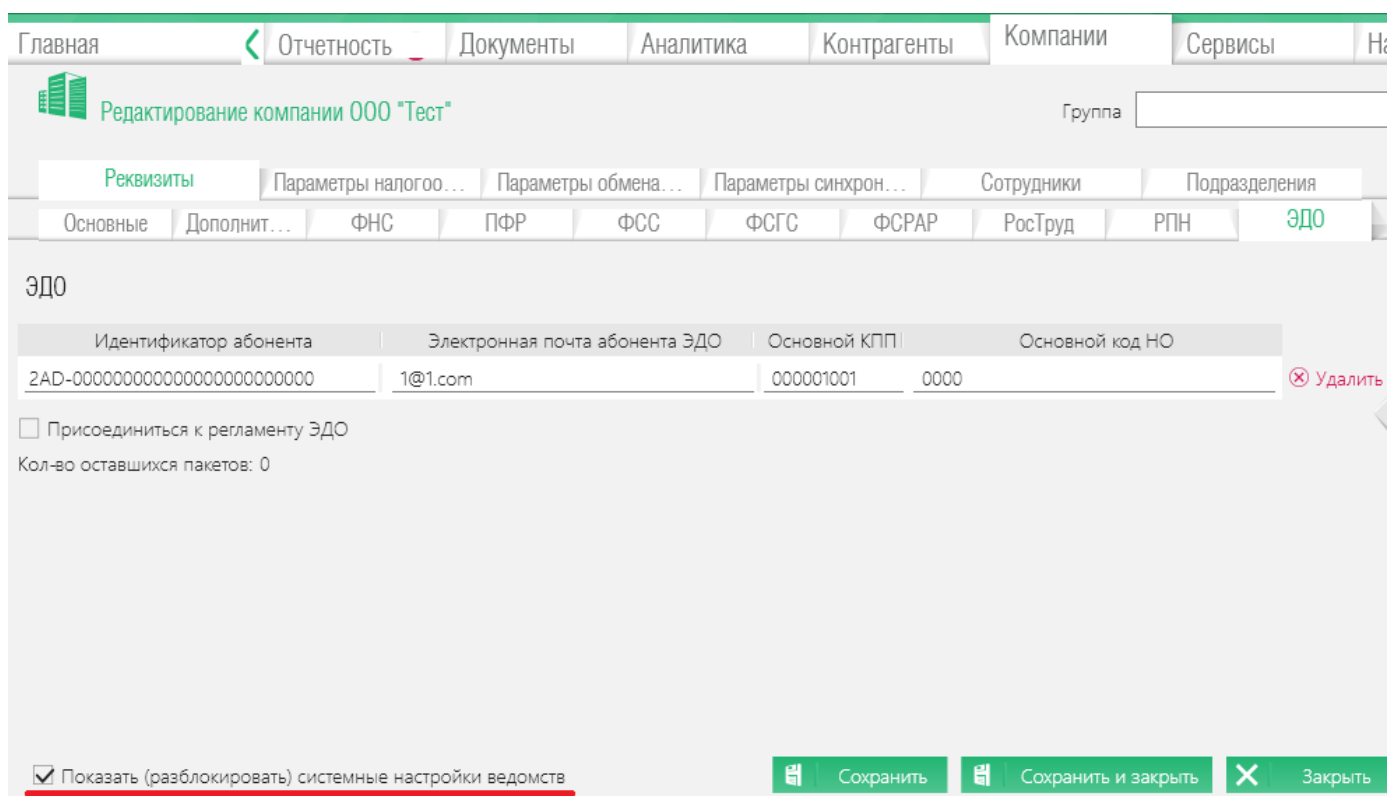 Главная Отчетность Документы Аналитика Контрагенты Компании Сервисы На
Редактирование компании ООО "Тест" Группа
Реквизиты Параметры налогоо... Параметры обмена... Параметры синхрон... Сотрудники Подразделения
Основные Дополнит... ФНС ПФР ФСС ФСГС ФСРАР РосТруд РПН ЭДО
ЭДО
Идентификатор абонента Электронная почта абонента ЭДО Основной КПП Основной код НО
2AD-000000000000000000000000 1@1.com 000001001 0000 Удалить
Присоединиться к регламенту ЭДО
Кол-во оставшихся пакетов: 0
Показать (разблокировать) системные настройки ведомств Сохранить Сохранить и закрыть Закрыть